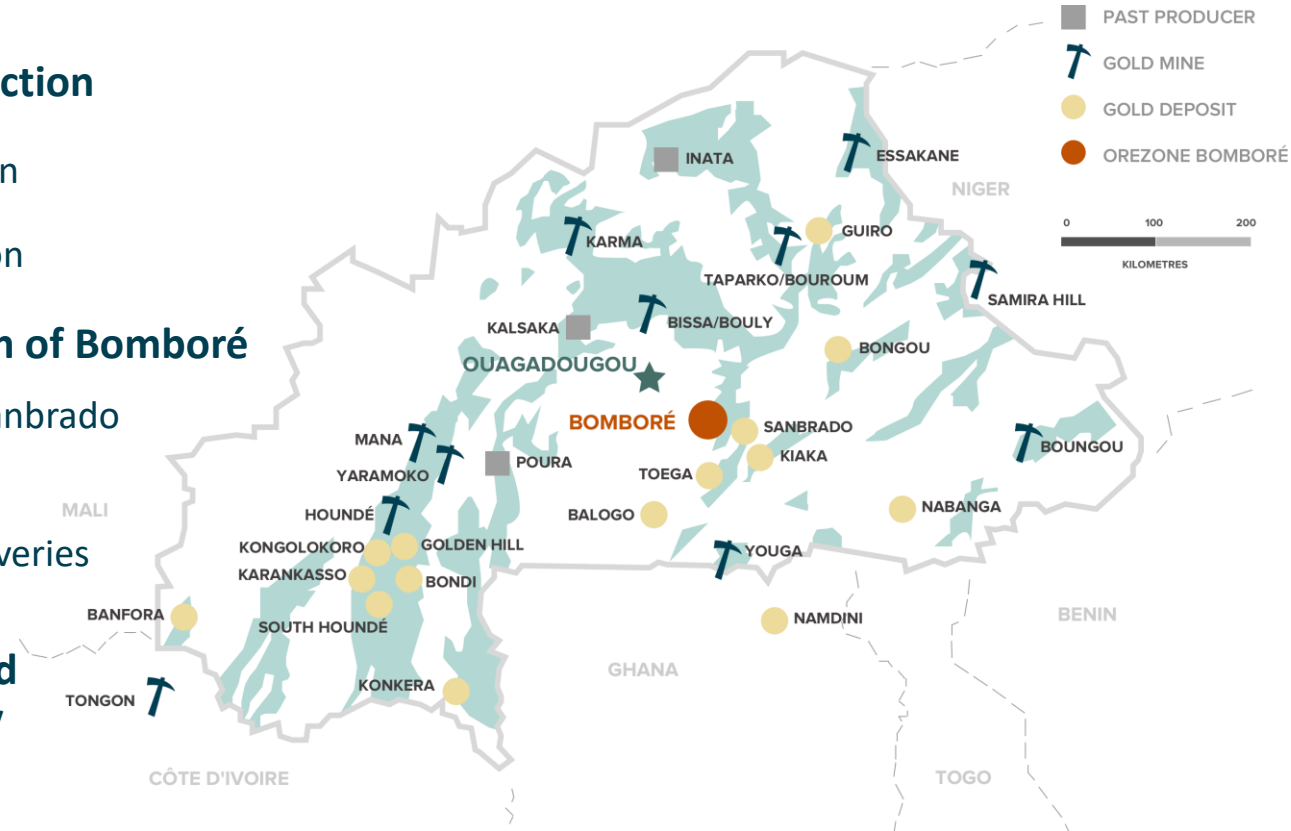 ction
n
on
n of Bomboré
anbrado
veries
d
PAST PRODUCER
GOLD MINE
GOLD DEPOSIT
OREZONE BOMBORÉ
0 100 200
KILOMETRES
INATA
ESSAKANE
NIGER
GUIRO
KARMA
TAPARKO/BOUROUM
SAMIRA HILL
KALSAKA
BISSA/BOULY
BONGOU
OUAGADOUGOU
BOMBORÉ
SANBRADO
MANA
KIAKA
BOUNGOU
YARAMOKO
POURA
TOEGA
MALI
HOUNDÉ
BALOGO
NABANGA
KONGOLOKORO
GOLDEN HILL
YOUGA
KARANKASSO
BONDI
BANFORA
SOUTH HOUNDÉ
NAMDINI
BENIN
GHANA
KONKERA
TONGON
CÔTE D'IVOIRE
TOGO